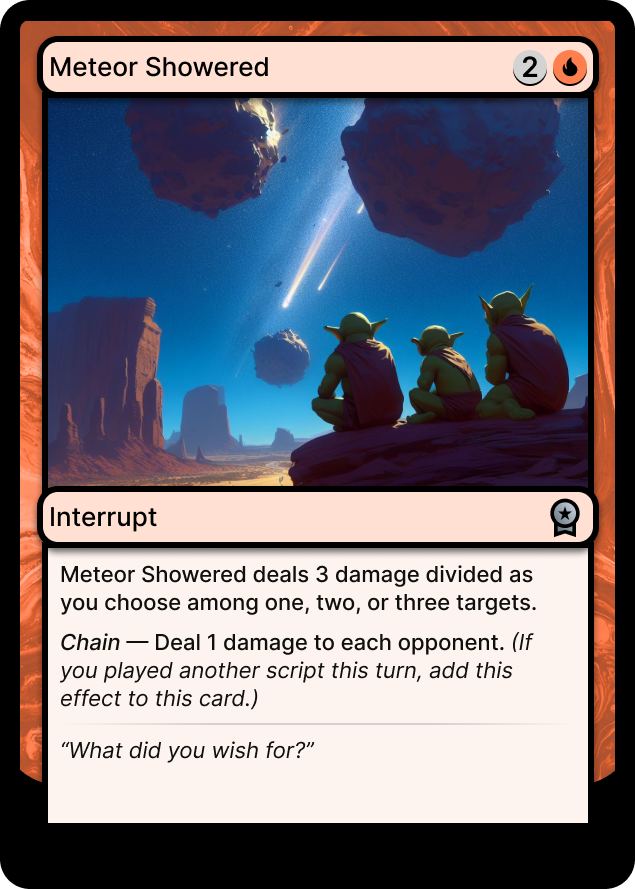 Meteor Showered 2
Interrupt
Meteor Showered deals 3 damage divided as
you choose among one, two, or three targets.
Chain — Deal 1 damage to each opponent. (If
you played another script this turn, add this
effect to this card.)
“What did you wish for?”